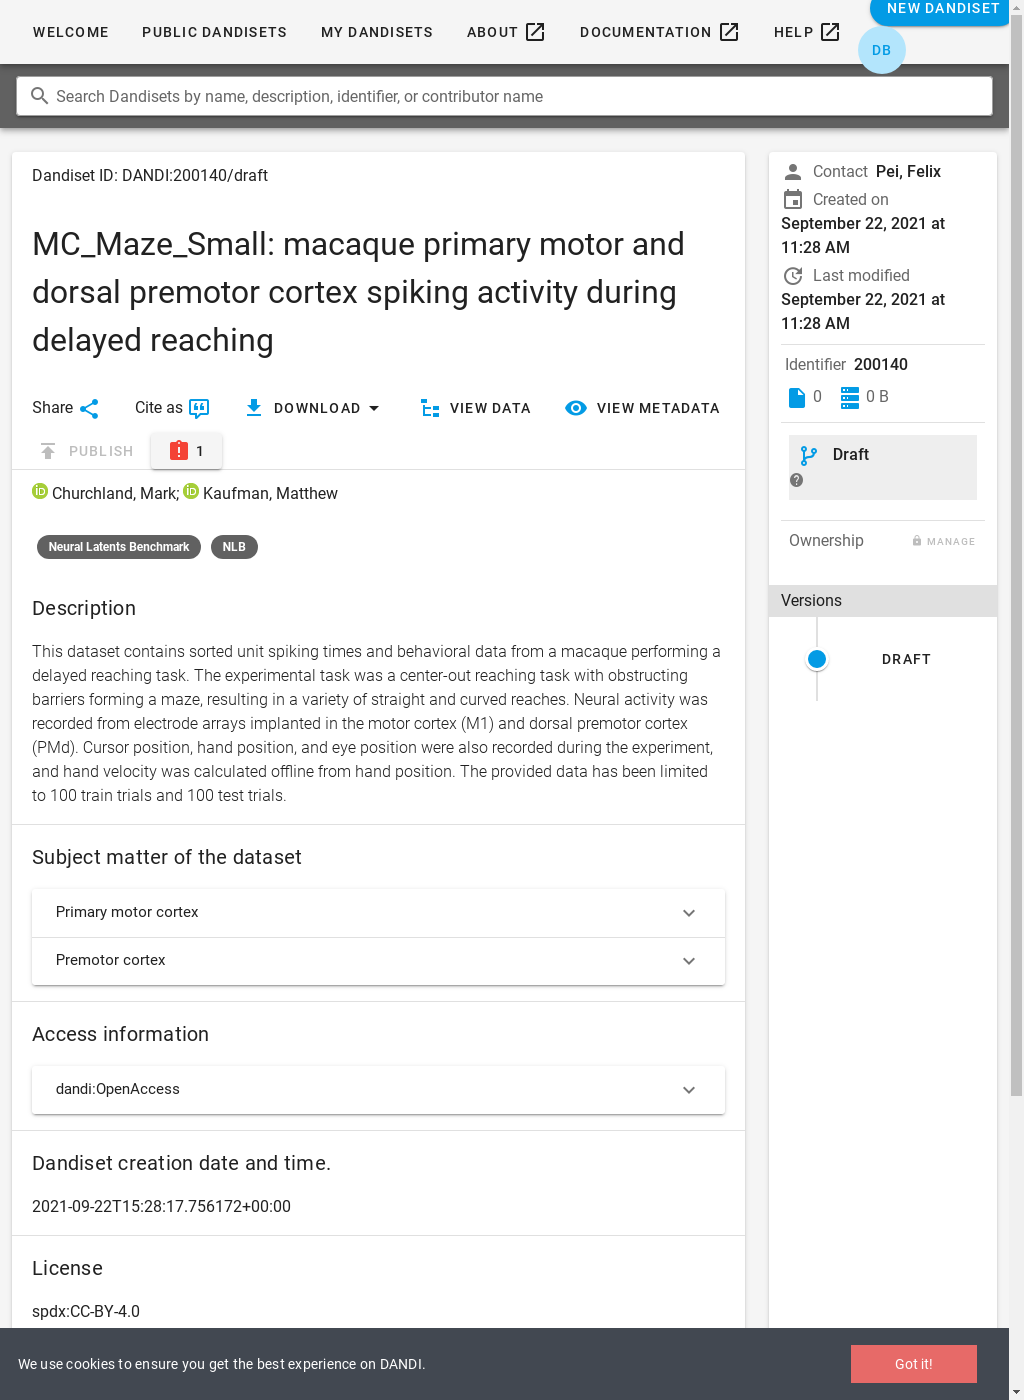 WELCOME
PUBLIC DANDISETS
MY DANDISETS
ABOUT
DOCUMENTATION
HELP
NEW DANDISET
DB
Search Dandisets by name, description, identifier, or contributor name
Dandiset ID: DANDI:200140/draft
MC_Maze_Small: macaque primary motor and
dorsal premotor cortex spiking activity during
delayed reaching
Share
Cite as
DOWNLOAD
VIEW DATA
VIEW METADATA
PUBLISH
1
iD Churchland, Mark; iD Kaufman, Matthew
Neural Latents Benchmark
NLB
Description
This dataset contains sorted unit spiking times and behavioral data from a macaque performing a
delayed reaching task. The experimental task was a center-out reaching task with obstructing
barriers forming a maze, resulting in a variety of straight and curved reaches. Neural activity was
recorded from electrode arrays implanted in the motor cortex (M1) and dorsal premotor cortex
(PMd). Cursor position, hand position, and eye position were also recorded during the experiment,
and hand velocity was calculated offline from hand position. The provided data has been limited
to 100 train trials and 100 test trials.
Subject matter of the dataset
Primary motor cortex
Premotor cortex
Access information
dandi:OpenAccess
Dandiset creation date and time.
2021-09-22T15:28:17.756172+00:00
License
spdx:CC-BY-4.0
Contact Pei, Felix
Created on
September 22, 2021 at
11:28 AM
Last modified
September 22, 2021 at
11:28 AM
Identifier 200140
0
0 B
Draft
Ownership
MANAGE
Versions
DRAFT
We use cookies to ensure you get the best experience on DANDI.
Got it!